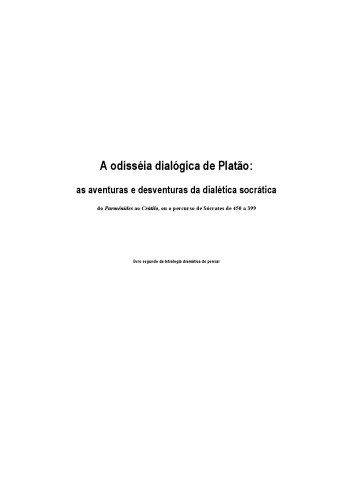 A odisséia dialógica de Platão:
as aventuras e desventuras da dialética socrática
do Parmênides ao Crátilo, ou o percurso de Sócrates de 450 a 399
livro segundo da tetralogia dramática do pensar